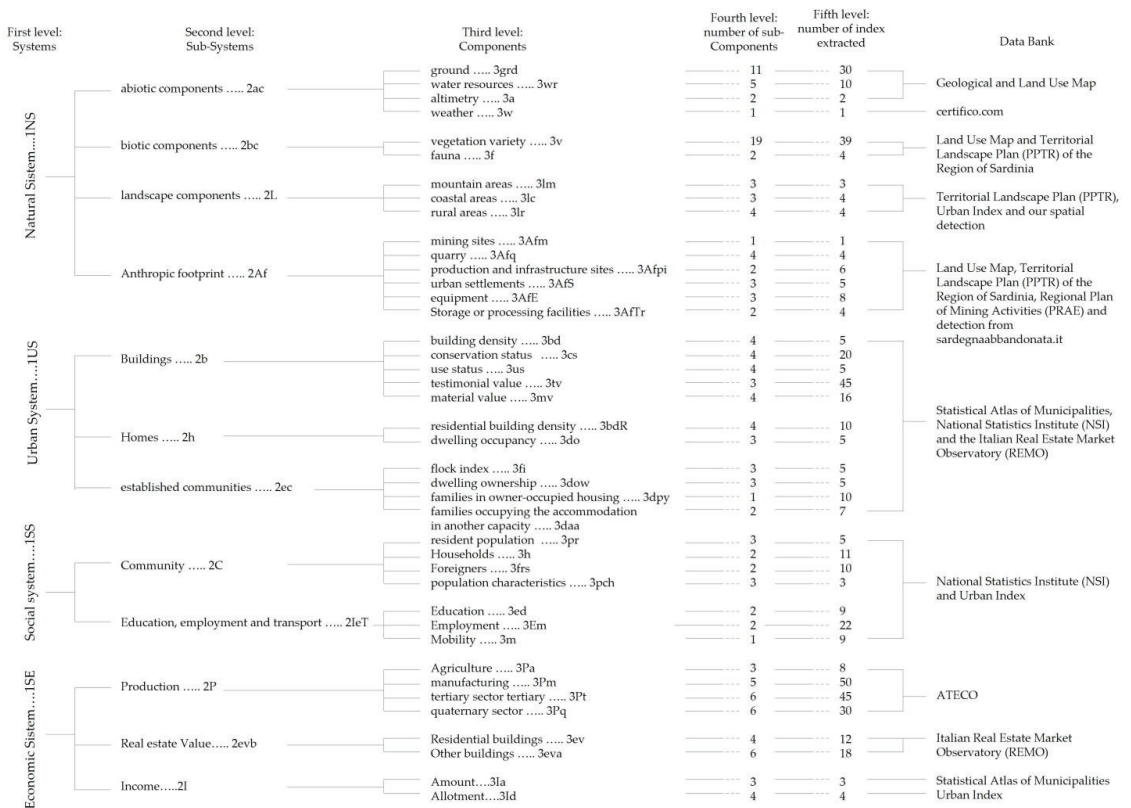 First level:
Systems
Second level:
Sub-Systems
Third level:
Components
Fourth level:
number of sub-
Components
Fifth level:
number of index
extracted
Data Bank
Natural Sistem....1NS
abiotic components ..... 2ac
ground ..... 3grd 11 30
water resources ..... 3wr 5 10
altimetry ..... 3a 2 2
weather ..... 3w 1 1
Geological and Land Use Map
certifico.com
biotic components ..... 2bc
vegetation variety ..... 3v 19 39
fauna ..... 3f 2 4
Land Use Map and Territorial
Landscape Plan (PPTR) of the
Region of Sardinia
landscape components ..... 2L
mountain areas ..... 3lm 3 3
coastal areas ..... 3lc 3 4
rural areas ..... 3lr 4 4
Territorial Landscape Plan (PPTR),
Urban Index and our spatial
detection
Anthropic footprint ..... 2Af
mining sites ..... 3Afm 1 1
quarry ..... 3Afq 4 4
production and infrastructure sites ..... 3Afpi 2 6
urban settlements ..... 3AfS 3 5
equipment ..... 3AfE 3 8
Storage or processing facilities ..... 3AfTr 2 4
Land Use Map, Territorial
Landscape Plan (PPTR) of the
Region of Sardinia, Regional Plan
of Mining Activities (PRAE) and
detection from
sardegnaabbandonata.it
Urban System....1US
Buildings ..... 2b
building density ..... 3bd 4 5
conservation status ..... 3cs 4 20
use status ..... 3us 4 5
testimonial value ..... 3tv 3 45
material value ..... 3mv 4 16
Homes ..... 2h
residential building density ..... 3bdR 4 10
dwelling occupancy ..... 3do 3 5
established communities ..... 2ec
flock index ..... 3fi 3 5
dwelling ownership ..... 3dow 3 5
families in owner-occupied housing ..... 3dpy 1 10
families occupying the accommodation 2 7
in another capacity ..... 3daa
Statistical Atlas of Municipalities,
National Statistics Institute (NSI)
and the Italian Real Estate Market
Observatory (REMO)
Social system....1SS
Community ..... 2C
resident population ..... 3pr 3 5
Households ..... 3h 2 11
Foreigners ..... 3frs 2 10
population characteristics ..... 3pch 3 3
Education, employment and transport ..... 2IeT
Education ..... 3ed 2 9
Employment ..... 3Em 2 22
Mobility ..... 3m 1 9
National Statistics Institute (NSI)
and Urban Index
Economic Sistem....1SE
Production ..... 2P
Agriculture ..... 3Pa 3 8
manufacturing ..... 3Pm 5 50
tertiary sector tertiary ..... 3Pt 6 45
quaternary sector ..... 3Pq 6 30
ATECO
Real estate Value..... 2evb
Residential buildings ..... 3ev 4 12
Other buildings ..... 3eva 6 18
Italian Real Estate Market
Observatory (REMO)
Income.....2I
Amount....3Ia 3 3
Allotment....3Id 4 4
Statistical Atlas of Municipalities
Urban Index